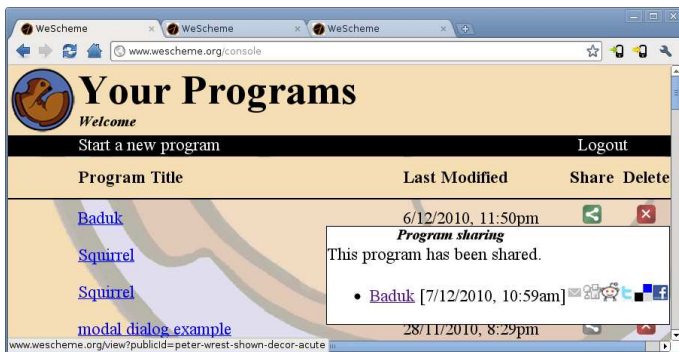 WeScheme
WeScheme
WeScheme
www.wescheme.org/console
Your Programs
Welcome
Start a new program
Logout
Program Title
Last Modified
Share
Delete
Baduk
6/12/2010, 11:50pm
Program sharing
This program has been shared.
Squirrel
Baduk [7/12/2010, 10:59am]
Squirrel
modal dialog example
28/11/2010, 8:29pm
www.wescheme.org/view?publicId=peter-wrest-shown-decor-acute